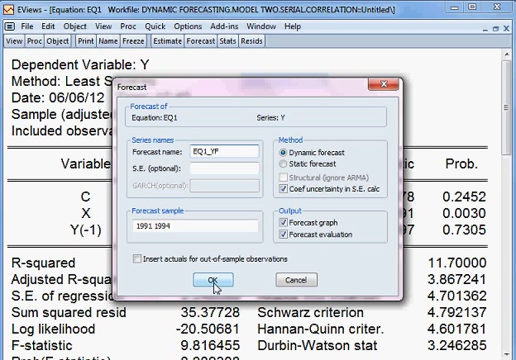 EViews - [Equation: EQ1   Workfile: DYNAMIC FORECASTING.MODEL TWO.SERIAL.CORRELATION::Untitled\]
File Edit Object View Proc Quick Options Add-ins Window Help
View Proc Object Print Name Freeze Estimate Forecast Stats Resids
Dependent Variable: Y
Method: Least S
Date: 06/06/12
Sample (adjuste
Included observa
Variable Prob.
C 0.2452
X 0.0030
Y(-1) 0.7305
R-squared 11.70000
Adjusted R 3.867241
S.E. of regres 4.701362
Sum squared resid 35.37728 Schwarz criterion 4.792137
Log likelihood -20.50681 Hannan-Quinn criter. 4.601781
F-statistic 9.816455 Durbin-Watson stat 3.246285
Forecast
Forecast of
Equation: EQ1 Series: Y
Series names
Forecast name: EQ1_YF
S.E. (optional):
GARCH(optional):
Method
Dynamic forecast
Static forecast
Structural (ignore ARMA)
Coef uncertainty in S.E. calc
Forecast sample
1991 1994
Output
Forecast graph
Forecast evaluation
Insert actuals for out-of-sample observations
OK Cancel